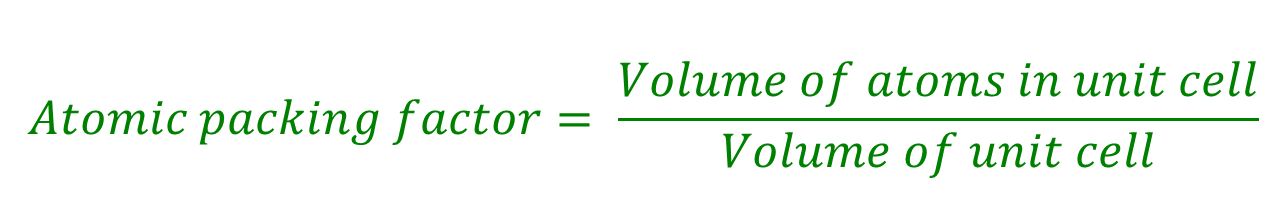 Atomic packing factor = Volume of atoms in unit cell / Volume of unit cell